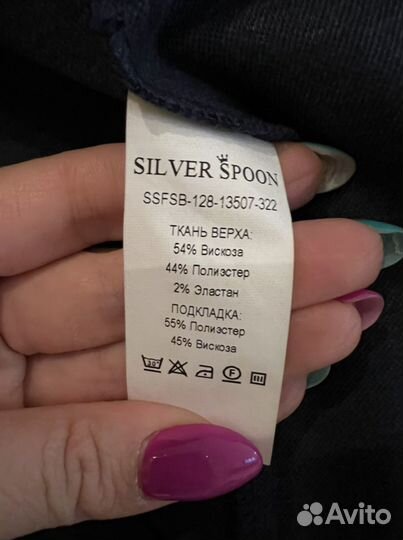 SILVER SPOON
SSFSB-128-13507-322
ТКАНЬ ВЕРХА:
54% Вискоза
44% Полиэстер
2% Эластан
ПОДКЛАДКА:
55% Полиэстер
45% Вискоза
Avito